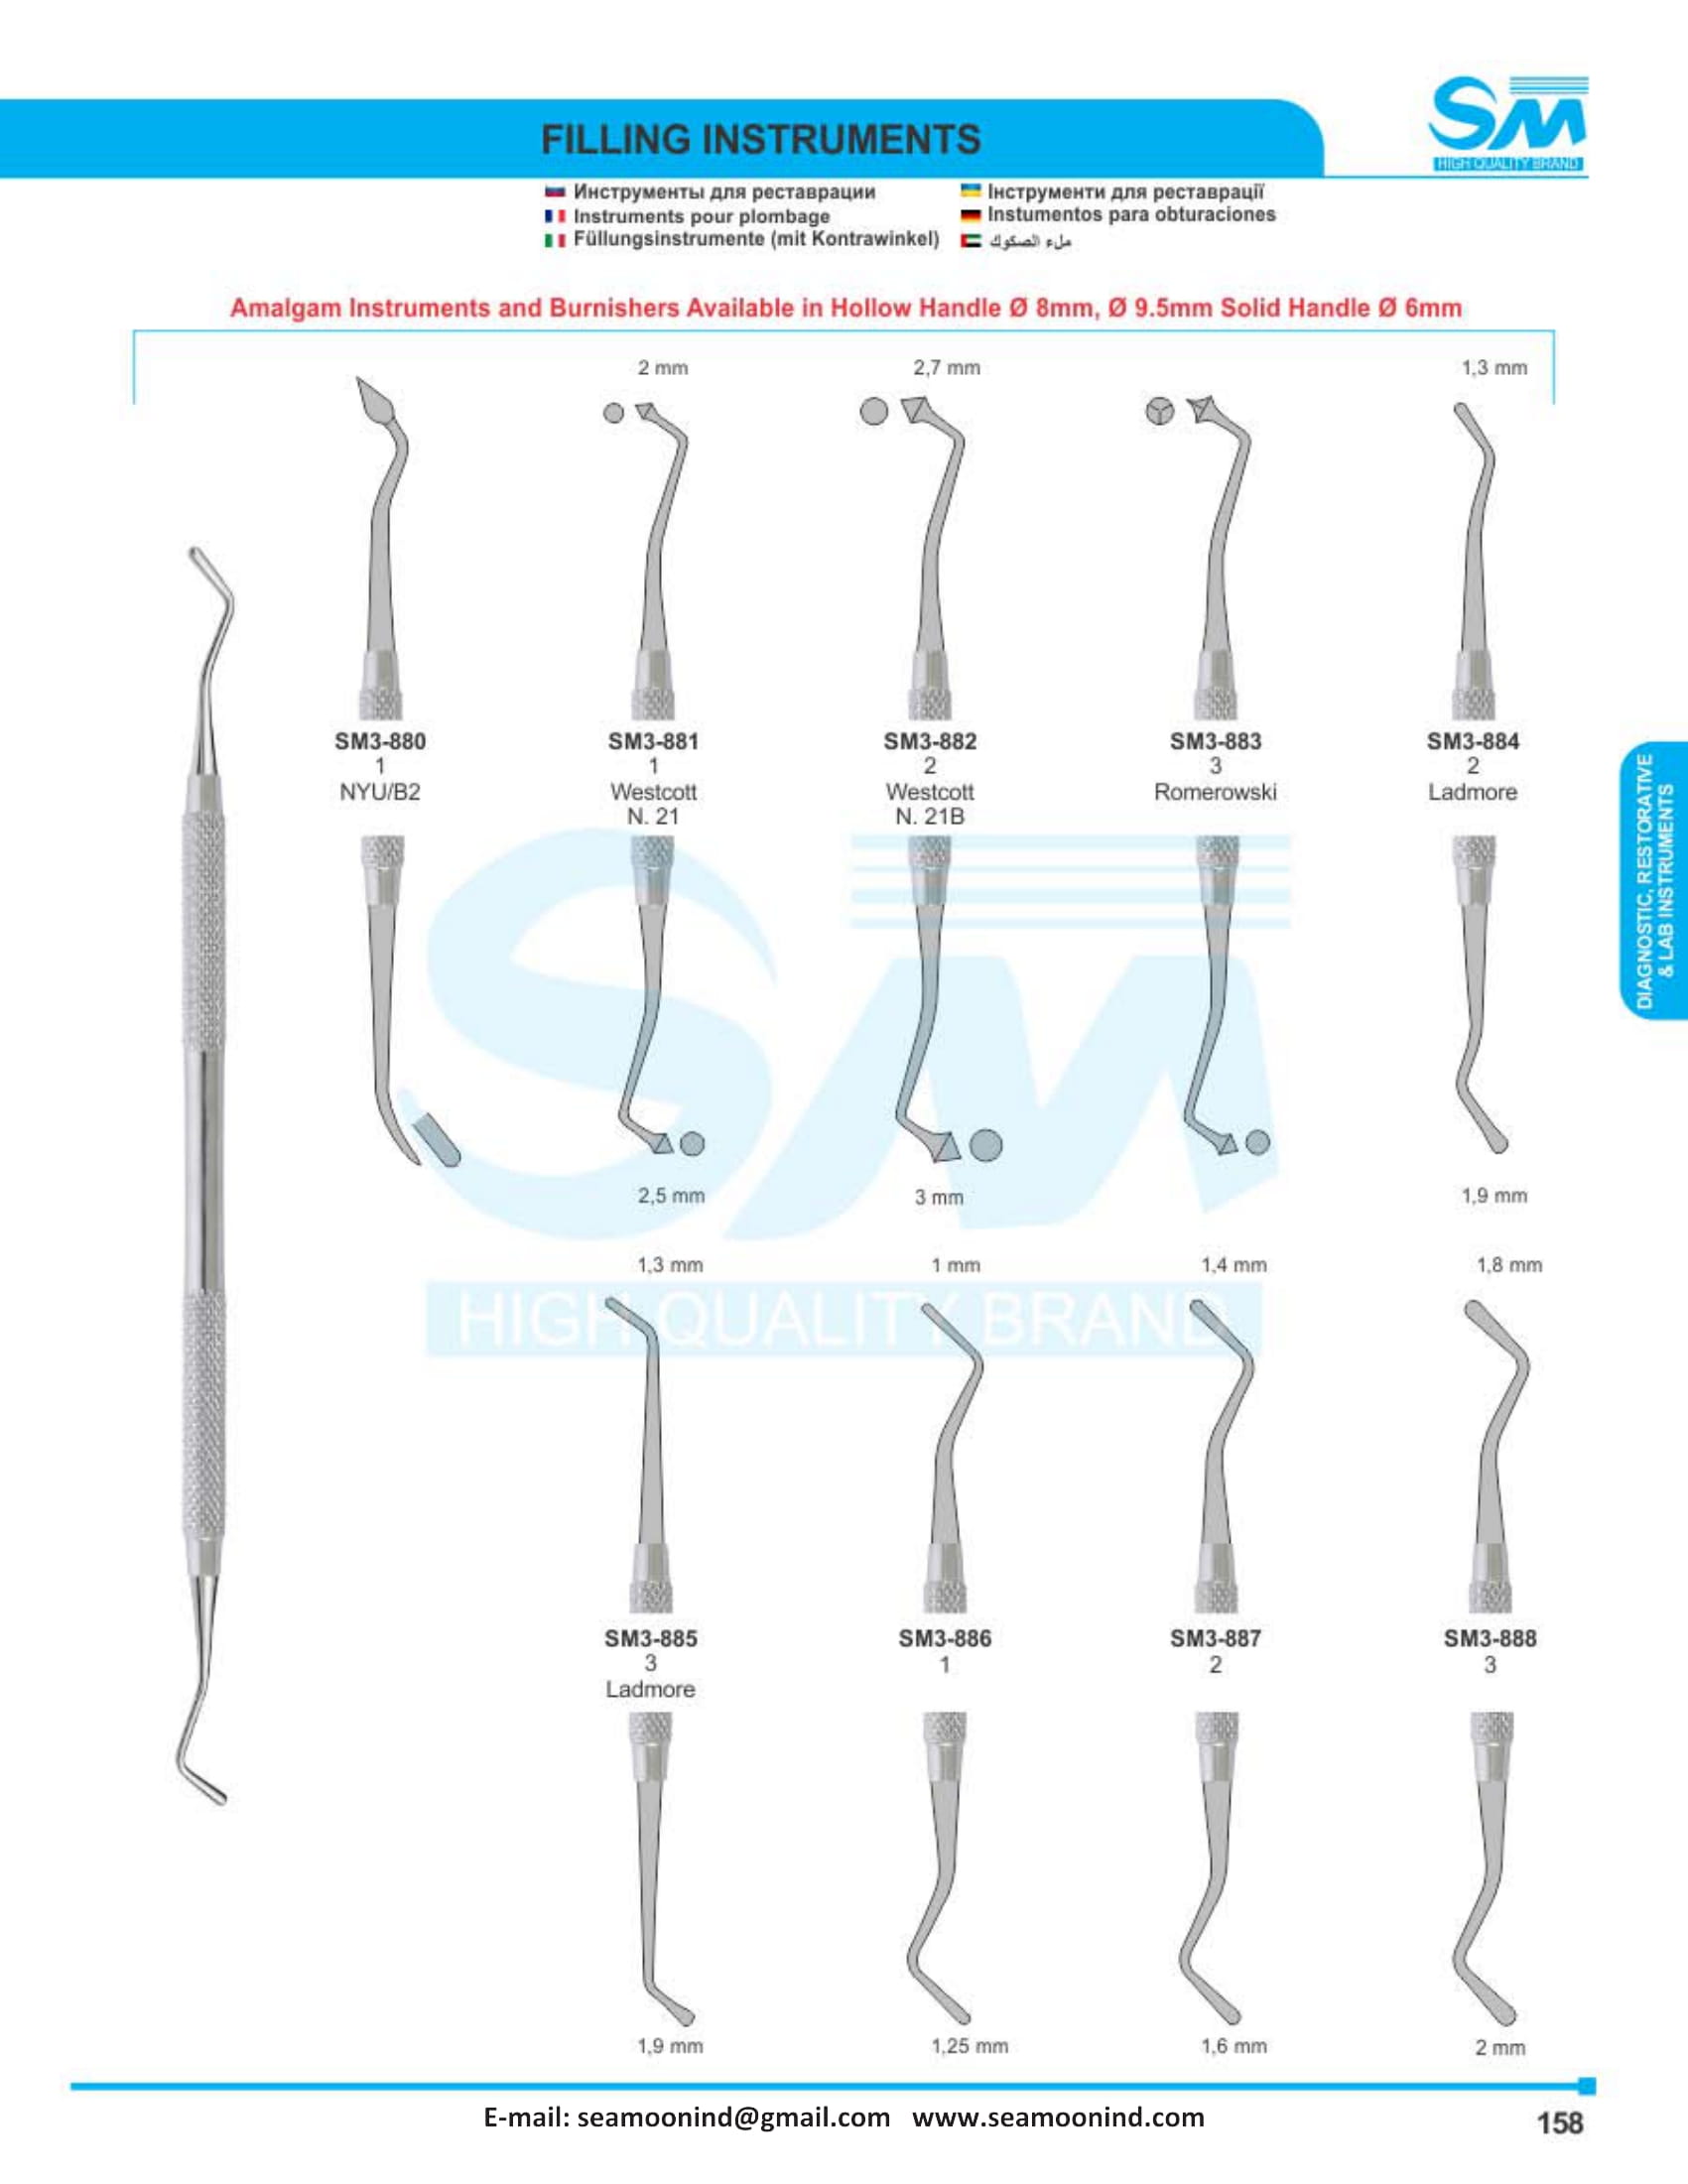 SM
HIGH QUALITY BRAND
FILLING INSTRUMENTS
Инструменты для реставрации
Інструменти для реставрації
Instruments pour plombage
Instumentos para obturaciones
Füllungsinstrumente (mit Kontrawinkel)
ملء الصكوك
Amalgam Instruments and Burnishers Available in Hollow Handle Ø 8mm, Ø 9.5mm Solid Handle Ø 6mm
2 mm 2,7 mm 1,3 mm
SM3-880 SM3-881 SM3-882 SM3-883 SM3-884
1 1 2 3 2
NYU/B2 Westcott Westcott Romerowski Ladmore
N. 21 N. 21B
DIAGNOSTIC, RESTORATIVE
& LAB INSTRUMENTS
2,5 mm 3 mm 1,9 mm
1,3 mm 1 mm 1,4 mm 1,8 mm
SM
HIGH QUALITY BRAND
SM3-885 SM3-886 SM3-887 SM3-888
3 1 2 3
Ladmore
1,9 mm 1,25 mm 1,6 mm 2 mm
E-mail: seamoonind@gmail.com www.seamoonind.com
158